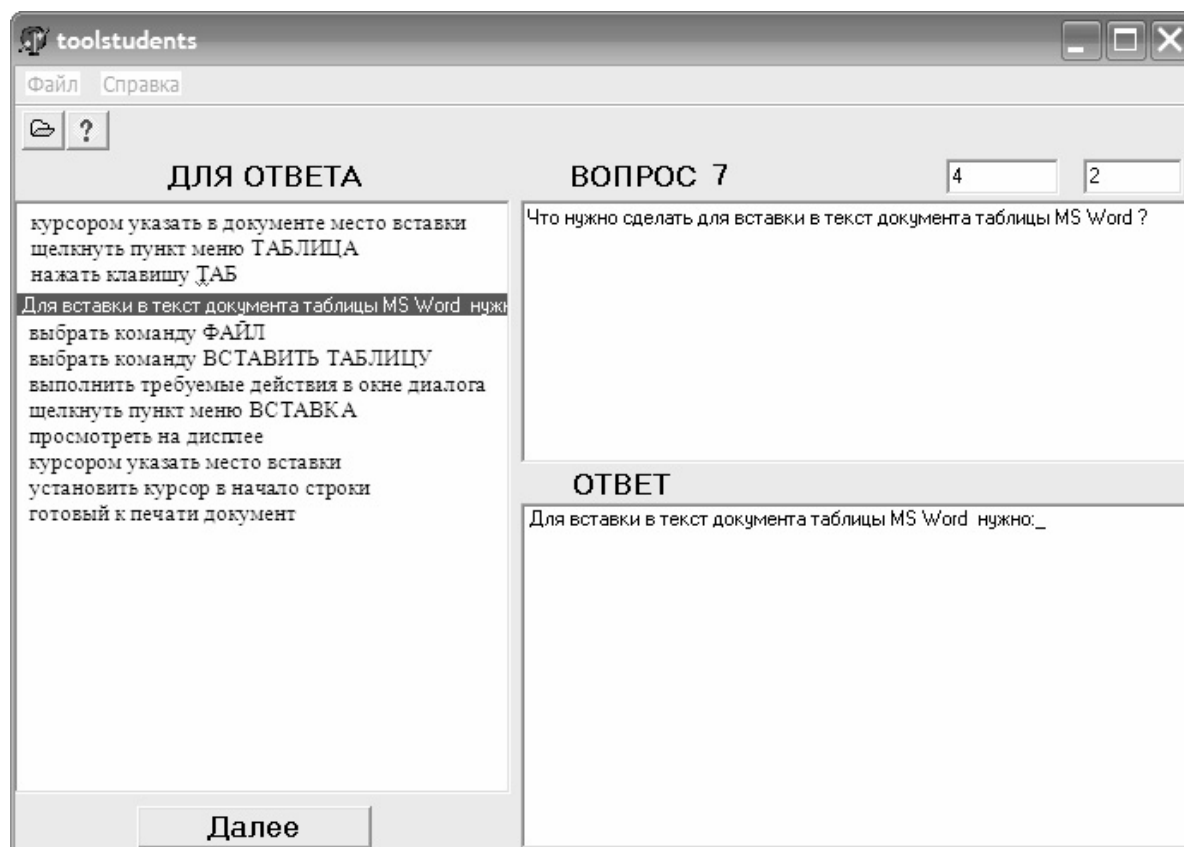 toolstudents
Файл Справка
?
ДЛЯ ОТВЕТА
курсором указать в документе место вставки
щелкнуть пункт меню ТАБЛИЦА
нажать клавишу ТАБ
Для вставки в текст документа таблицы MS Word нужн
выбрать команду ФАЙЛ
выбрать команду ВСТАВИТЬ ТАБЛИЦУ
выполнить требуемые действия в окне диалога
щелкнуть пункт меню ВСТАВКА
просмотреть на дисплее
курсором указать место вставки
установить курсор в начало строки
готовый к печати документ
Далее
ВОПРОС 7
4
2
Что нужно сделать для вставки в текст документа таблицы MS Word ?
ОТВЕТ
Для вставки в текст документа таблицы MS Word нужно:_